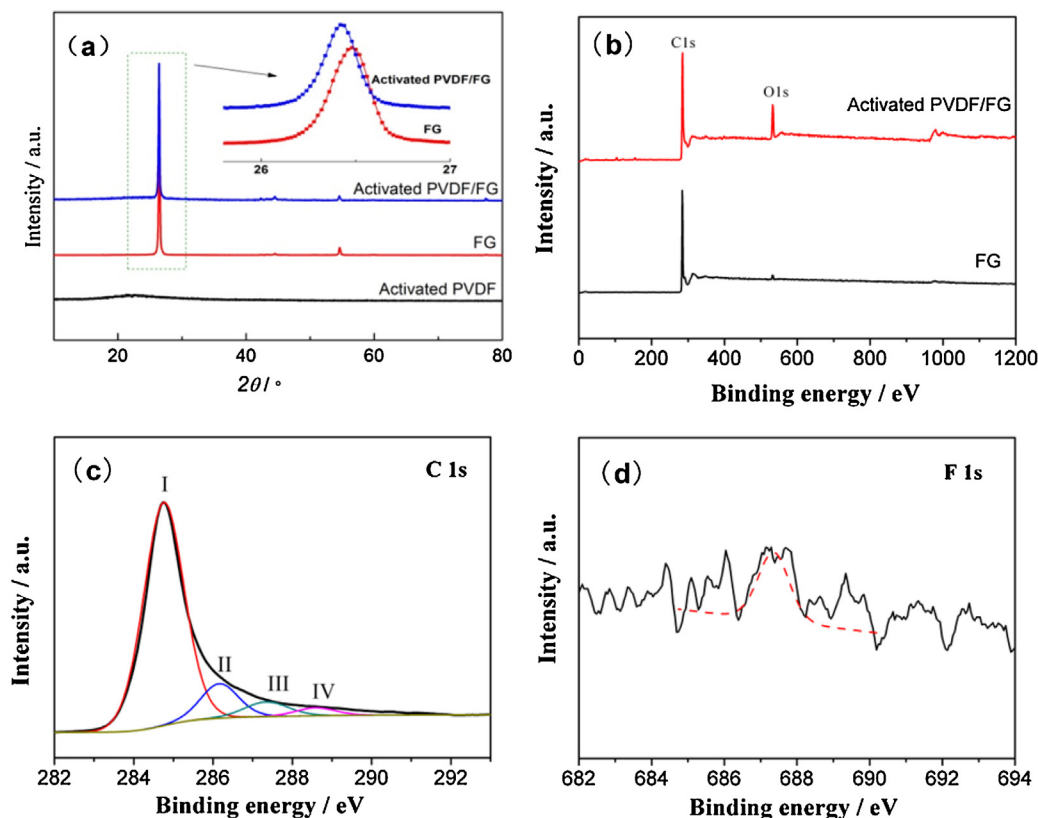 (a)
Intensity / a.u.
Activated PVDF/FG
FG
26
27
Activated PVDF/FG
FG
Activated PVDF
20
40
60
80
2θ / °
(b)
Intensity / a.u.
C1s
O1s
Activated PVDF/FG
FG
0
200
400
600
800
1000
1200
Binding energy / eV
(c)
C 1s
Intensity / a.u.
I
II
III
IV
282
284
286
288
290
292
Binding energy / eV
(d)
F 1s
Intensity / a.u.
682
684
686
688
690
692
694
Binding energy / eV